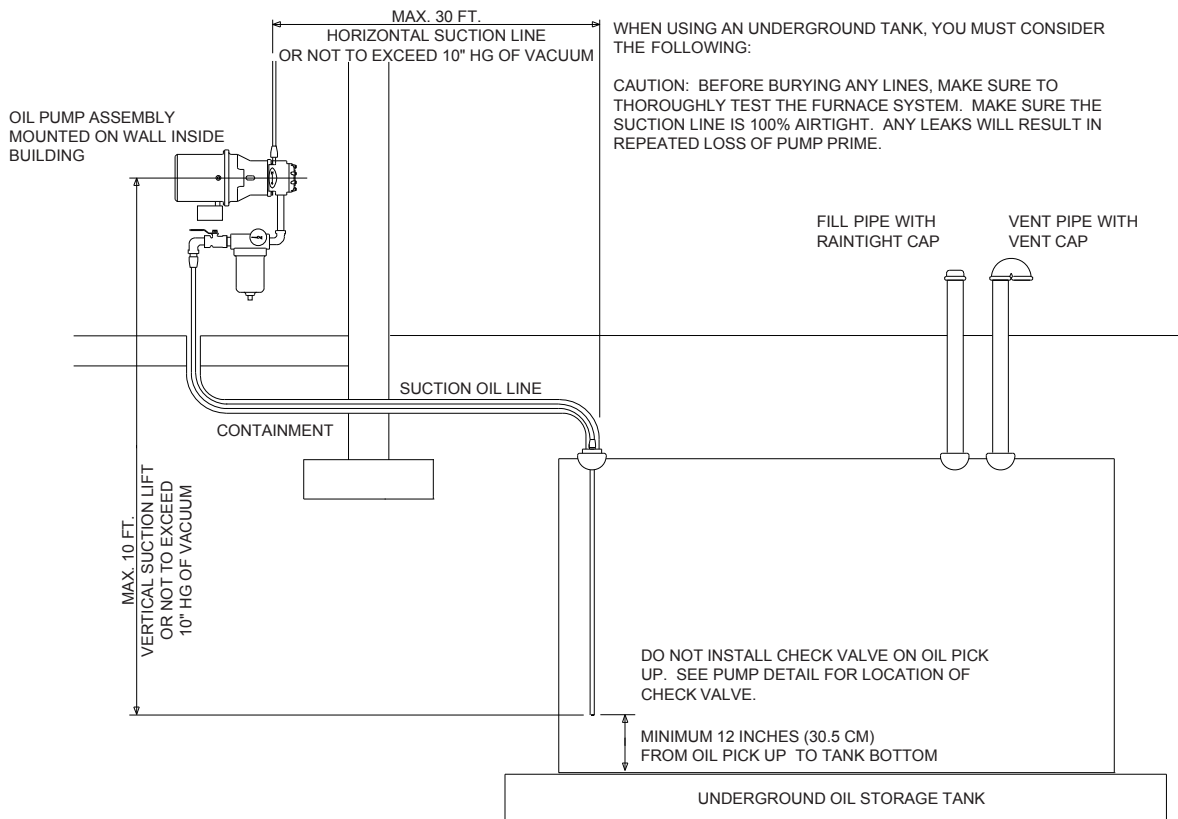 MAX. 30 FT.
HORIZONTAL SUCTION LINE
OR NOT TO EXCEED 10" HG OF VACUUM
WHEN USING AN UNDERGROUND TANK, YOU MUST CONSIDER
THE FOLLOWING:
CAUTION: BEFORE BURYING ANY LINES, MAKE SURE TO
THOROUGHLY TEST THE FURNACE SYSTEM. MAKE SURE THE
SUCTION LINE IS 100% AIRTIGHT. ANY LEAKS WILL RESULT IN
REPEATED LOSS OF PUMP PRIME.
OIL PUMP ASSEMBLY
MOUNTED ON WALL INSIDE
BUILDING
FILL PIPE WITH
RAINTIGHT CAP
VENT PIPE WITH
VENT CAP
SUCTION OIL LINE
CONTAINMENT
MAX. 10 FT.
VERTICAL SUCTION LIFT
OR NOT TO EXCEED
10" HG OF VACUUM
DO NOT INSTALL CHECK VALVE ON OIL PICK
UP. SEE PUMP DETAIL FOR LOCATION OF
CHECK VALVE.
MINIMUM 12 INCHES (30.5 CM)
FROM OIL PICK UP TO TANK BOTTOM
UNDERGROUND OIL STORAGE TANK